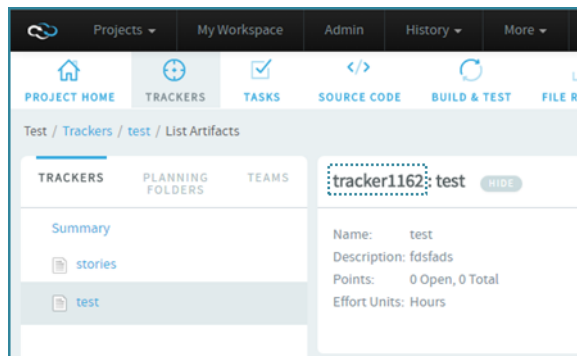 Projects My Workspace Admin History More
PROJECT HOME TRACKERS TASKS SOURCE CODE BUILD & TEST FILE R
Test / Trackers / test / List Artifacts
TRACKERS PLANNING FOLDERS TEAMS
Summary
stories
test
tracker1162: test HIDE
Name: test
Description: fdsfads
Points: 0 Open, 0 Total
Effort Units: Hours